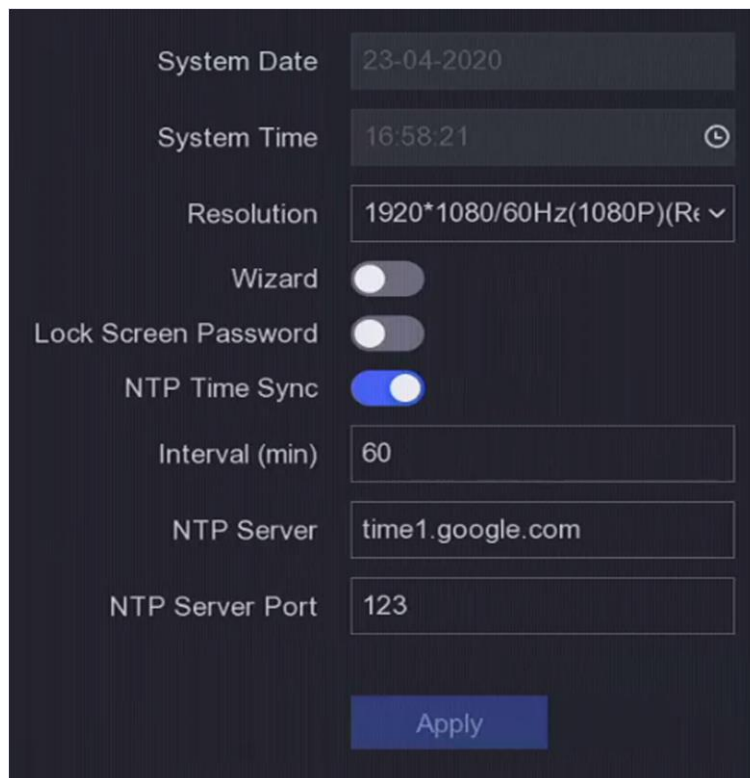 System Date 23-04-2020
System Time 16:58:21
Resolution 1920*1080/60Hz(1080P)(Re
Wizard
Lock Screen Password
NTP Time Sync
Interval (min) 60
NTP Server time1.google.com
NTP Server Port 123
Apply